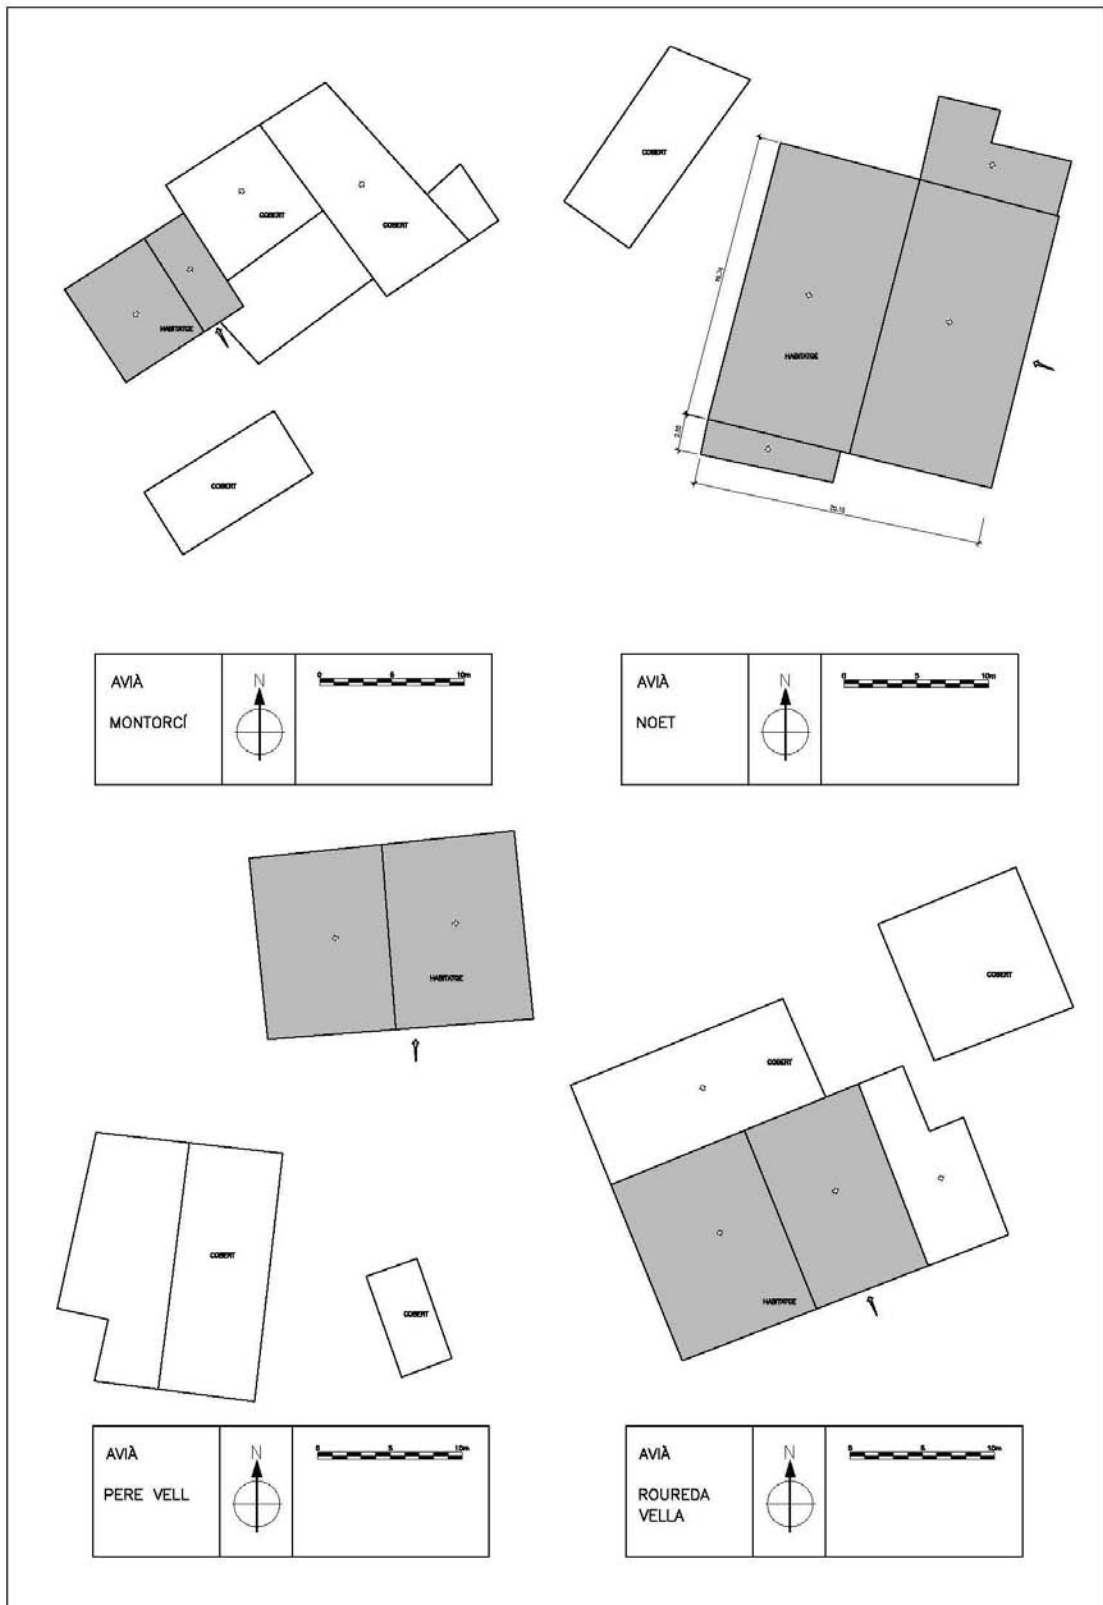 COBERT
COBERT
COBERT
HABITATGE
COBERT
COBERT
HABITATGE
AVIÀ
MONTORCÍ
N
0 5 10m
AVIÀ
NOET
N
0 5 10m
HABITATGE
COBERT
COBERT
COBERT
COBERT
HABITATGE
AVIÀ
PERE VELL
N
0 5 10m
AVIÀ
ROUREDA
VELLA
N
0 5 10m